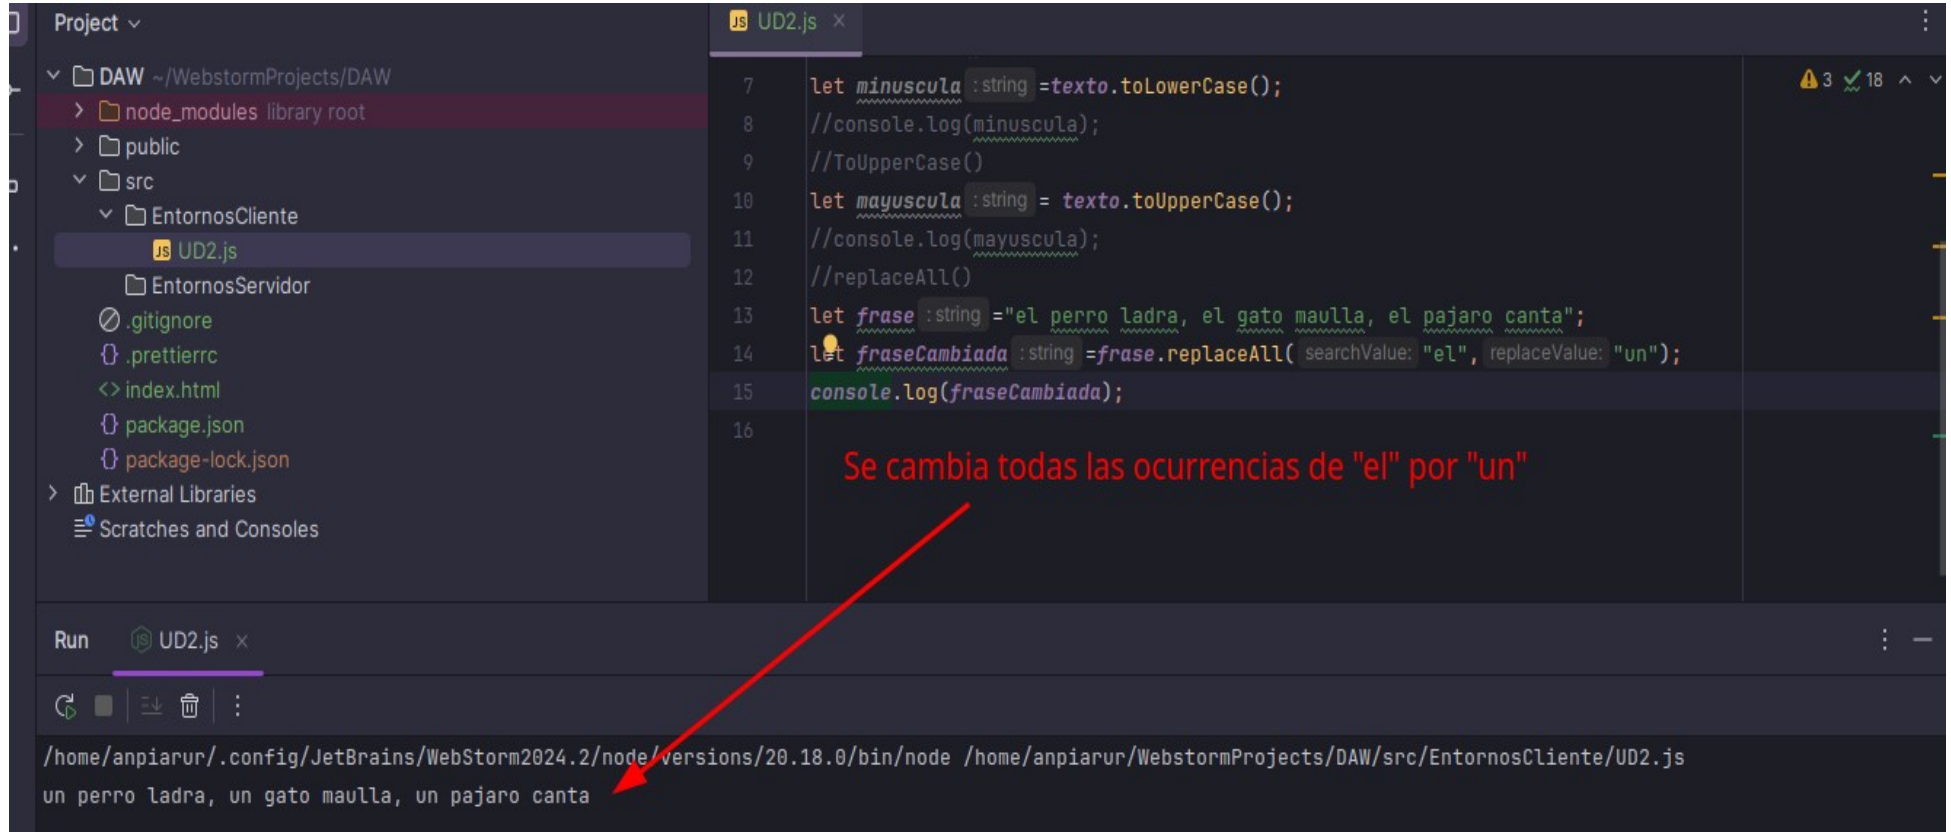 Project
DAW ~/WebstormProjects/DAW
node_modules library root
public
src
EntornosCliente
JS UD2.js
EntornosServidor
.gitignore
{} .prettierrc
<> index.html
{} package.json
{} package-lock.json
External Libraries
Scratches and Consoles
JS UD2.js ×
3 18
7 let minuscula : string =texto.toLowerCase();
8 //console.log(minuscula);
9 //ToUpperCase()
10 let mayuscula : string = texto.toUpperCase();
11 //console.log(mayuscula);
12 //replaceAll()
13 let frase : string ="el perro ladra, el gato maulla, el pajaro canta";
14 let fraseCambiada : string =frase.replaceAll( searchValue: "el", replaceValue: "un");
15 console.log(fraseCambiada);
16
Se cambia todas las ocurrencias de "el" por "un"
Run JS UD2.js ×
/home/anpiarur/.config/JetBrains/WebStorm2024.2/node/versions/20.18.0/bin/node /home/anpiarur/WebstormProjects/DAW/src/EntornosCliente/UD2.js
un perro ladra, un gato maulla, un pajaro canta